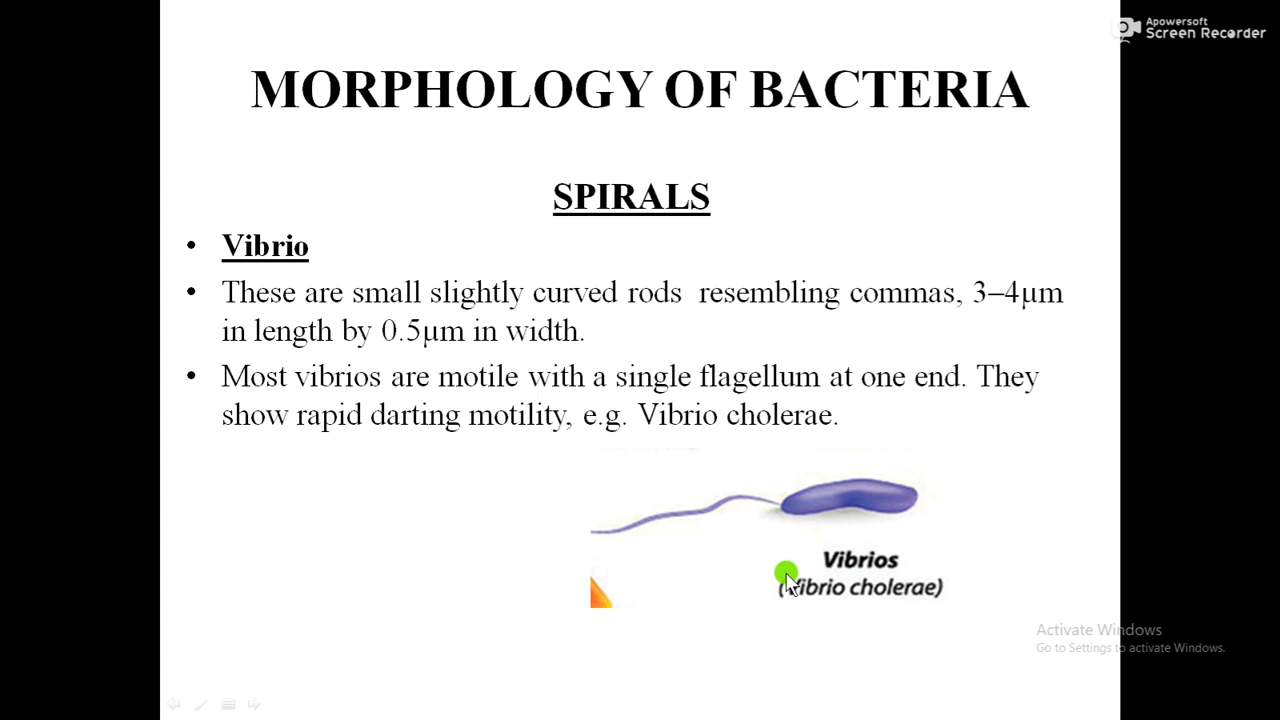 Apowersoft
Screen Recorder
MORPHOLOGY OF BACTERIA
SPIRALS
• Vibrio
• These are small slightly curved rods resembling commas, 3–4µm
in length by 0.5µm in width.
• Most vibrios are motile with a single flagellum at one end. They
show rapid darting motility, e.g. Vibrio cholerae.
Vibrios
(Vibrio cholerae)
Activate Windows
Go to Settings to activate Windows.